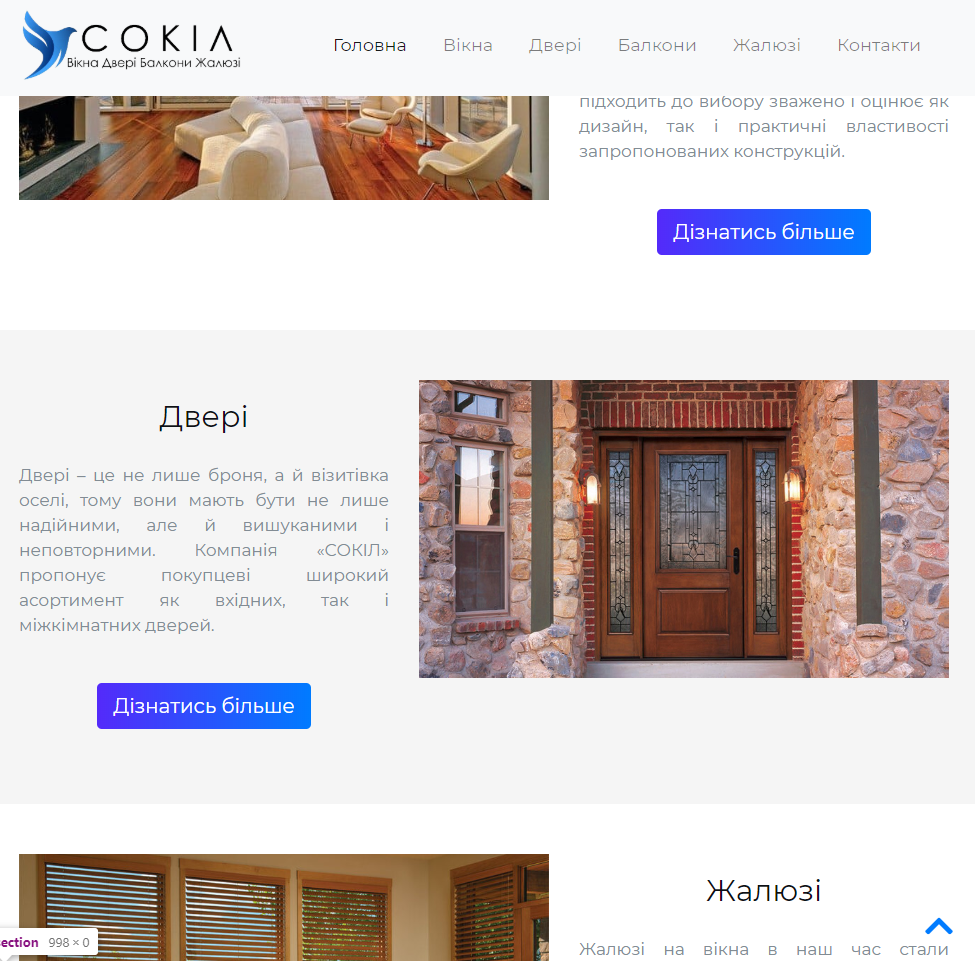 СОКІЛ
Вікна Двері Балкони Жалюзі
Головна Вікна Двері Балкони Жалюзі Контакти
підходить до вибору зважено і оцінює як
дизайн, так і практичні властивості
запропонованих конструкцій.
Дізнатись більше
Двері
Двері – це не лише броня, а й візитівка
оселі, тому вони мають бути не лише
надійними, але й вишуканими і
неповторними. Компанія «СОКІЛ»
пропонує покупцеві широкий
асортимент як вхідних, так і
міжкімнатних дверей.
Дізнатись більше
Жалюзі
Жалюзі на вікна в наш час стали
ection 998 × 0